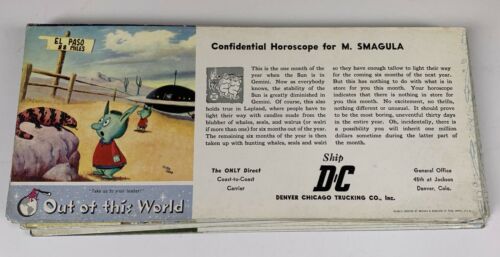 EL PASO
88 MILES
"Take us to your leader!"
Out of this World
Confidential Horoscope for M. SMAGULA
This is the one month of the
year when the Sun is in
Gemini. Now as everybody
knows, the stability of the
Sun is greatly diminished in
Gemini. Of course, this also
holds true in Lapland, where people have to
light their way with candles made from the
blubber of whales, seals, and walrus (or walri
if more than one) for six months out of the year.
The remaining six months of the year is then
taken up with hunting whales, seals and walri
so they have enough tallow to light their way
for the coming six months of the next year.
But this has nothing to do with what is in
store for you this month. Your horoscope
indicates that there is nothing in store for
you this month. No excitement, no thrills,
nothing different or unusual. It should prove
to be the most boring, uneventful thirty days
in the entire year. Oh, incidentally, there is
a possibility you will inherit one million
dollars sometime during the latter part of
this month.
The ONLY Direct
Coast-to-Coast
Carrier
Ship
D&C
DENVER CHICAGO TRUCKING CO., Inc.
General Office
45th at Jackson
Denver, Colo.